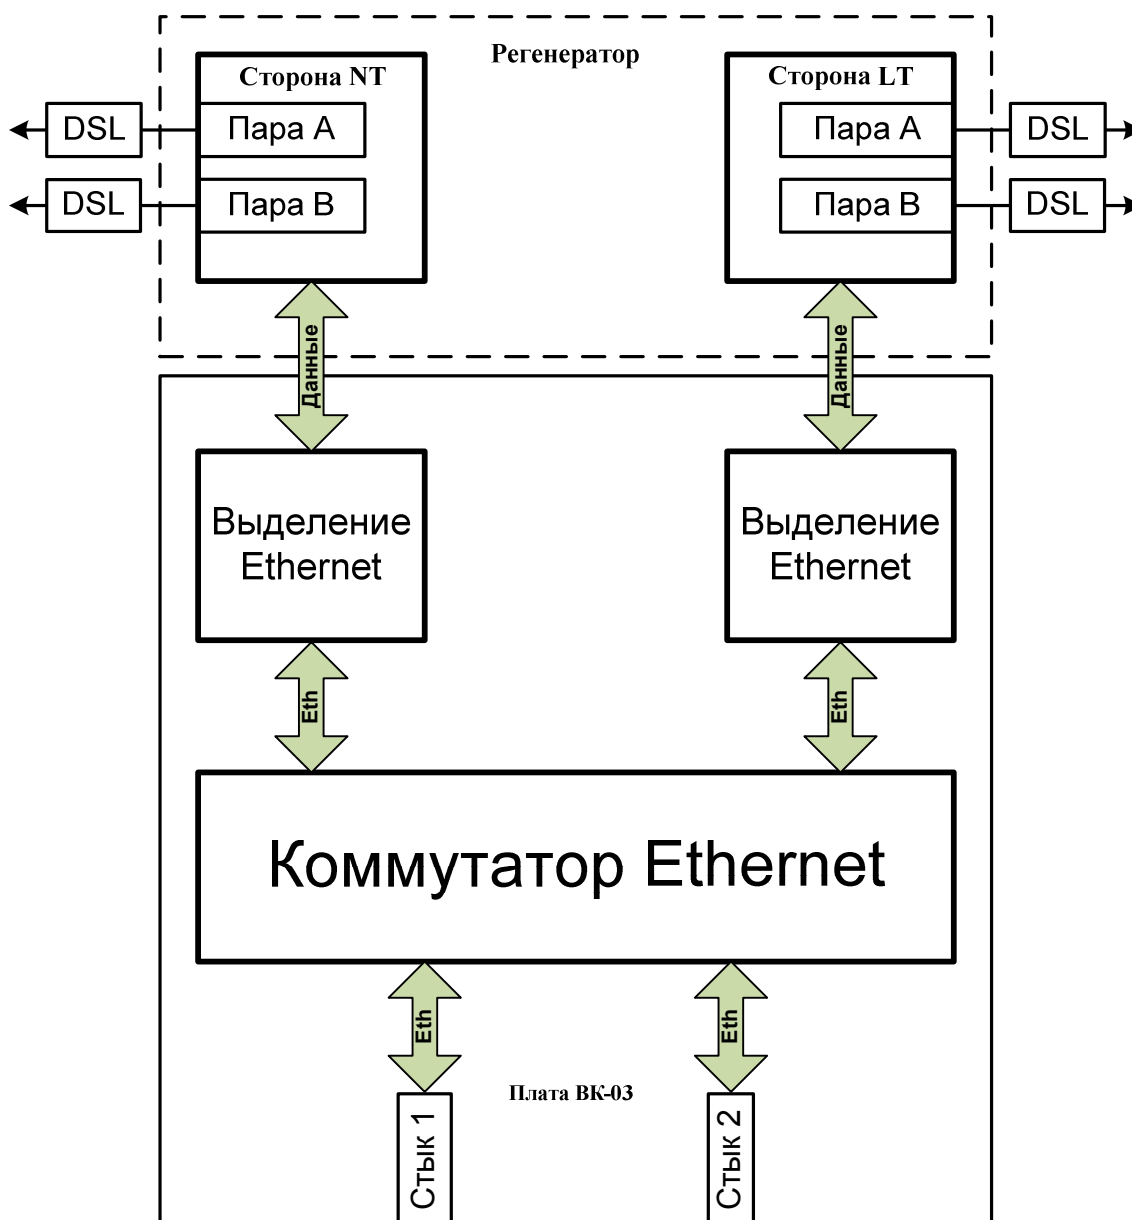 Регенератор
Сторона NT
Сторона LT
DSL
Пара А
Пара А
DSL
DSL
Пара В
Пара В
DSL
Данные
Данные
Выделение
Ethernet
Выделение
Ethernet
Eth
Eth
Коммутатор Ethernet
Eth
Eth
Плата ВК-03
Стык 1
Стык 2